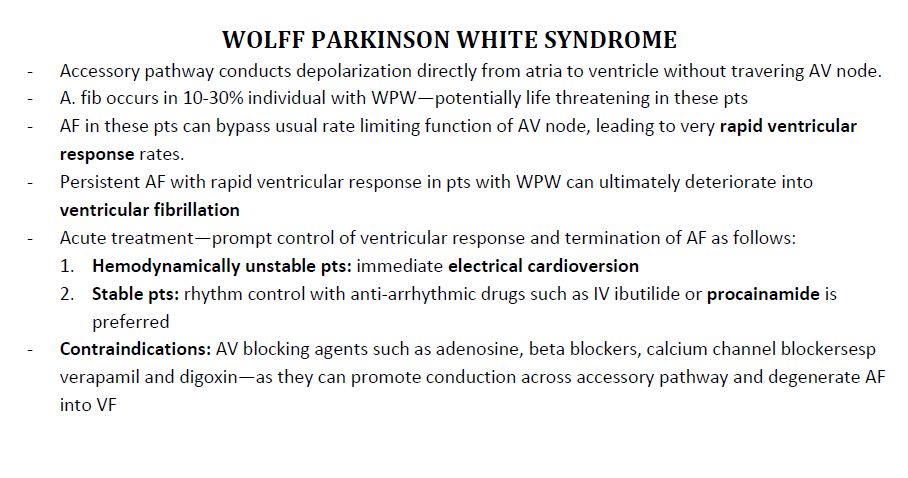 WOLFF PARKINSON WHITE SYNDROME
- Accessory pathway conducts depolarization directly from atria to ventricle without travering AV node.
- A. fib occurs in 10-30% individual with WPW—potentially life threatening in these pts
- AF in these pts can bypass usual rate limiting function of AV node, leading to very rapid ventricular
response rates.
- Persistent AF with rapid ventricular response in pts with WPW can ultimately deteriorate into
ventricular fibrillation
- Acute treatment—prompt control of ventricular response and termination of AF as follows:
1. Hemodynamically unstable pts: immediate electrical cardioversion
2. Stable pts: rhythm control with anti-arrhythmic drugs such as IV ibutilide or procainamide is
preferred
- Contraindications: AV blocking agents such as adenosine, beta blockers, calcium channel blockersesp
verapamil and digoxin—as they can promote conduction across accessory pathway and degenerate AF
into VF